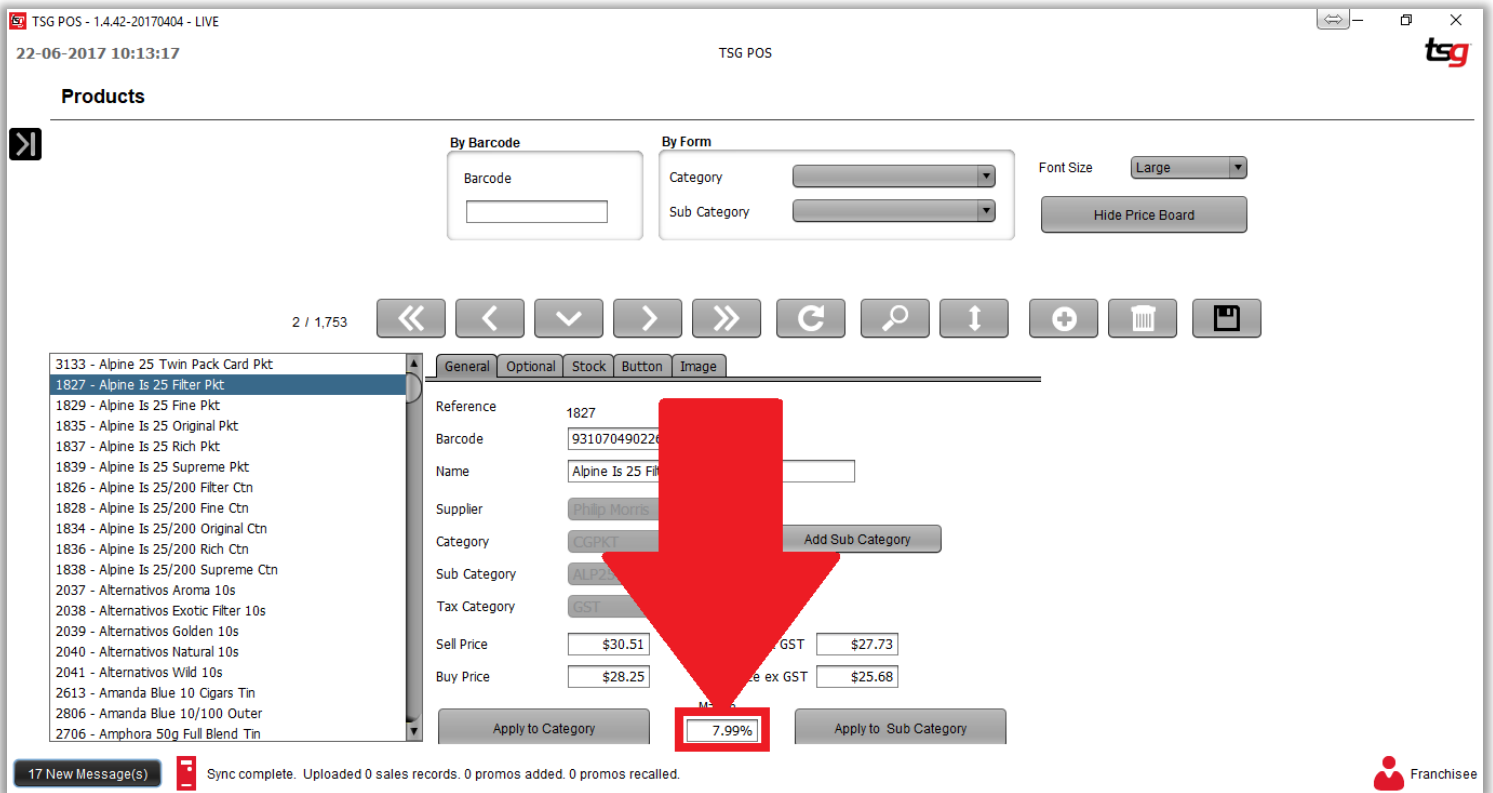 TSG POS - 1.4.42-20170404 - LIVE
22-06-2017 10:13:17
TSG POS
tsg
Products
By Barcode
By Form
Barcode
Category
Font Size Large
Sub Category
Hide Price Board
2 / 1,753
3133 - Alpine 25 Twin Pack Card Pkt
1827 - Alpine Is 25 Filter Pkt
1829 - Alpine Is 25 Fine Pkt
1835 - Alpine Is 25 Original Pkt
1837 - Alpine Is 25 Rich Pkt
1839 - Alpine Is 25 Supreme Pkt
1826 - Alpine Is 25/200 Filter Ctn
1828 - Alpine Is 25/200 Fine Ctn
1834 - Alpine Is 25/200 Original Ctn
1836 - Alpine Is 25/200 Rich Ctn
1838 - Alpine Is 25/200 Supreme Ctn
2037 - Alternativos Aroma 10s
2038 - Alternativos Exotic Filter 10s
2039 - Alternativos Golden 10s
2040 - Alternativos Natural 10s
2041 - Alternativos Wild 10s
2613 - Amanda Blue 10 Cigars Tin
2806 - Amanda Blue 10/100 Outer
2706 - Amphora 50g Full Blend Tin
General Optional Stock Button Image
Reference 1827
Barcode 93107049022
Name Alpine Is 25
Supplier Philip Morris
Category CGPKT Add Sub Category
Sub Category
Tax Category GST
Sell Price $30.51 GST $27.73
Buy Price $28.25 ex GST $25.68
Apply to Category 7.99% Apply to Sub Category
17 New Message(s) Sync complete. Uploaded 0 sales records. 0 promos added. 0 promos recalled. Franchisee